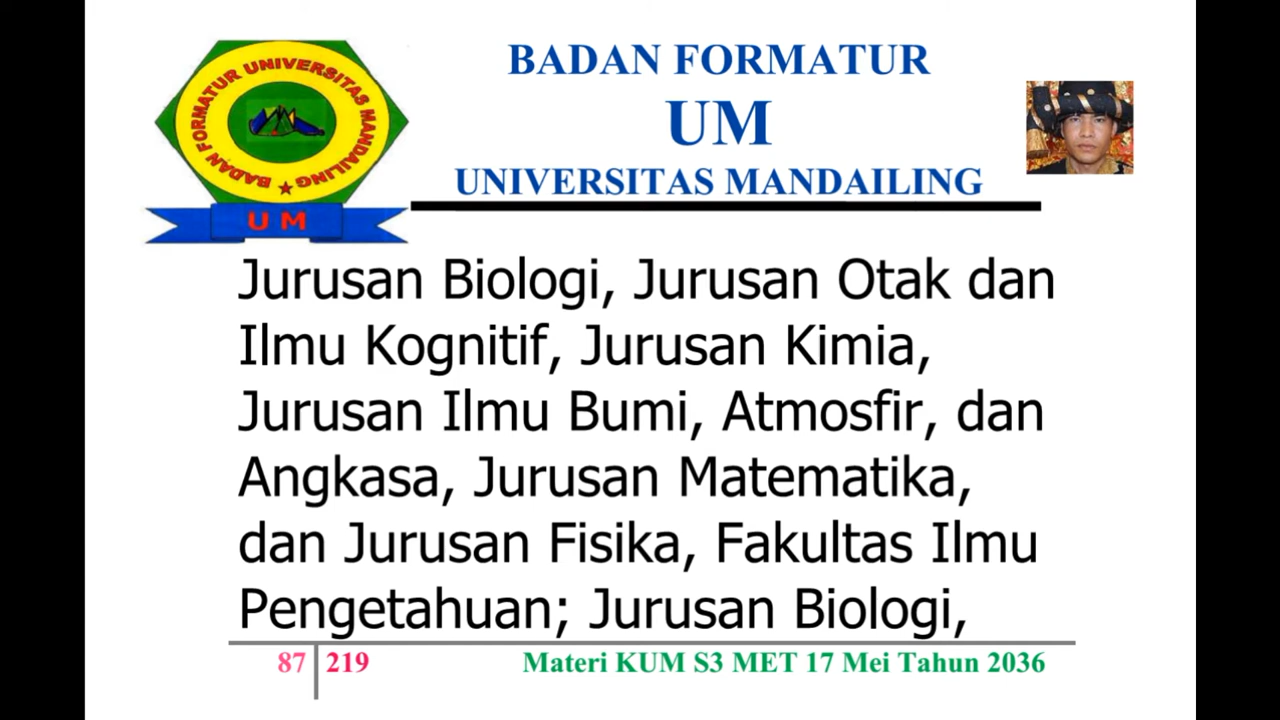 BADAN FORMATUR UNIVERSITAS MANDAILING
U M
BADAN FORMATUR
UM
UNIVERSITAS MANDAILING
Jurusan Biologi, Jurusan Otak dan
Ilmu Kognitif, Jurusan Kimia,
Jurusan Ilmu Bumi, Atmosfir, dan
Angkasa, Jurusan Matematika,
dan Jurusan Fisika, Fakultas Ilmu
Pengetahuan; Jurusan Biologi,
87 219 Materi KUM S3 MET 17 Mei Tahun 2036